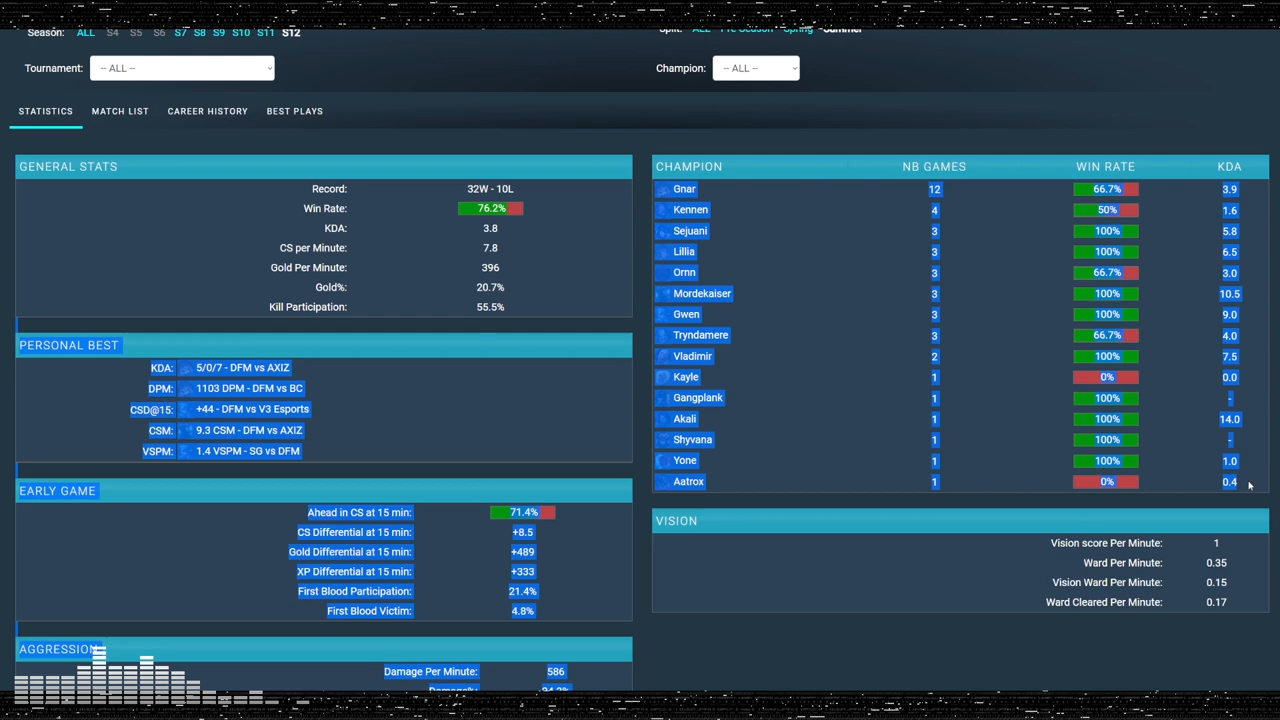 Season: ALL S4 S5 S6 S7 S8 S9 S10 S11 S12
Split: ALL Pre Season Spring Summer
Tournament: -- ALL --
Champion: -- ALL --
STATISTICS MATCH LIST CAREER HISTORY BEST PLAYS
GENERAL STATS
Record: 32W - 10L
Win Rate: 76.2%
KDA: 3.8
CS per Minute: 7.8
Gold Per Minute: 396
Gold%: 20.7%
Kill Participation: 55.5%
PERSONAL BEST
KDA: 5/0/7 - DFM vs AXIZ
DPM: 1103 DPM - DFM vs BC
CSD@15: +44 - DFM vs V3 Esports
CSM: 9.3 CSM - DFM vs AXIZ
VSPM: 1.4 VSPM - SG vs DFM
EARLY GAME
Ahead in CS at 15 min: 71.4%
CS Differential at 15 min: +8.5
Gold Differential at 15 min: +489
XP Differential at 15 min: +333
First Blood Participation: 21.4%
First Blood Victim: 4.8%
AGGRESSION
Damage Per Minute: 586
Damage%: 24.2%
CHAMPION NB GAMES WIN RATE KDA
Gnar 12 66.7% 3.9
Kennen 4 50% 1.6
Sejuani 3 100% 5.8
Lillia 3 100% 6.5
Ornn 3 66.7% 3.0
Mordekaiser 3 100% 10.5
Gwen 3 100% 9.0
Tryndamere 3 66.7% 4.0
Vladimir 2 100% 7.5
Kayle 1 0% 0.0
Gangplank 1 100% -
Akali 1 100% 14.0
Shyvana 1 100% -
Yone 1 100% 1.0
Aatrox 1 0% 0.4
VISION
Vision score Per Minute: 1
Ward Per Minute: 0.35
Vision Ward Per Minute: 0.15
Ward Cleared Per Minute: 0.17